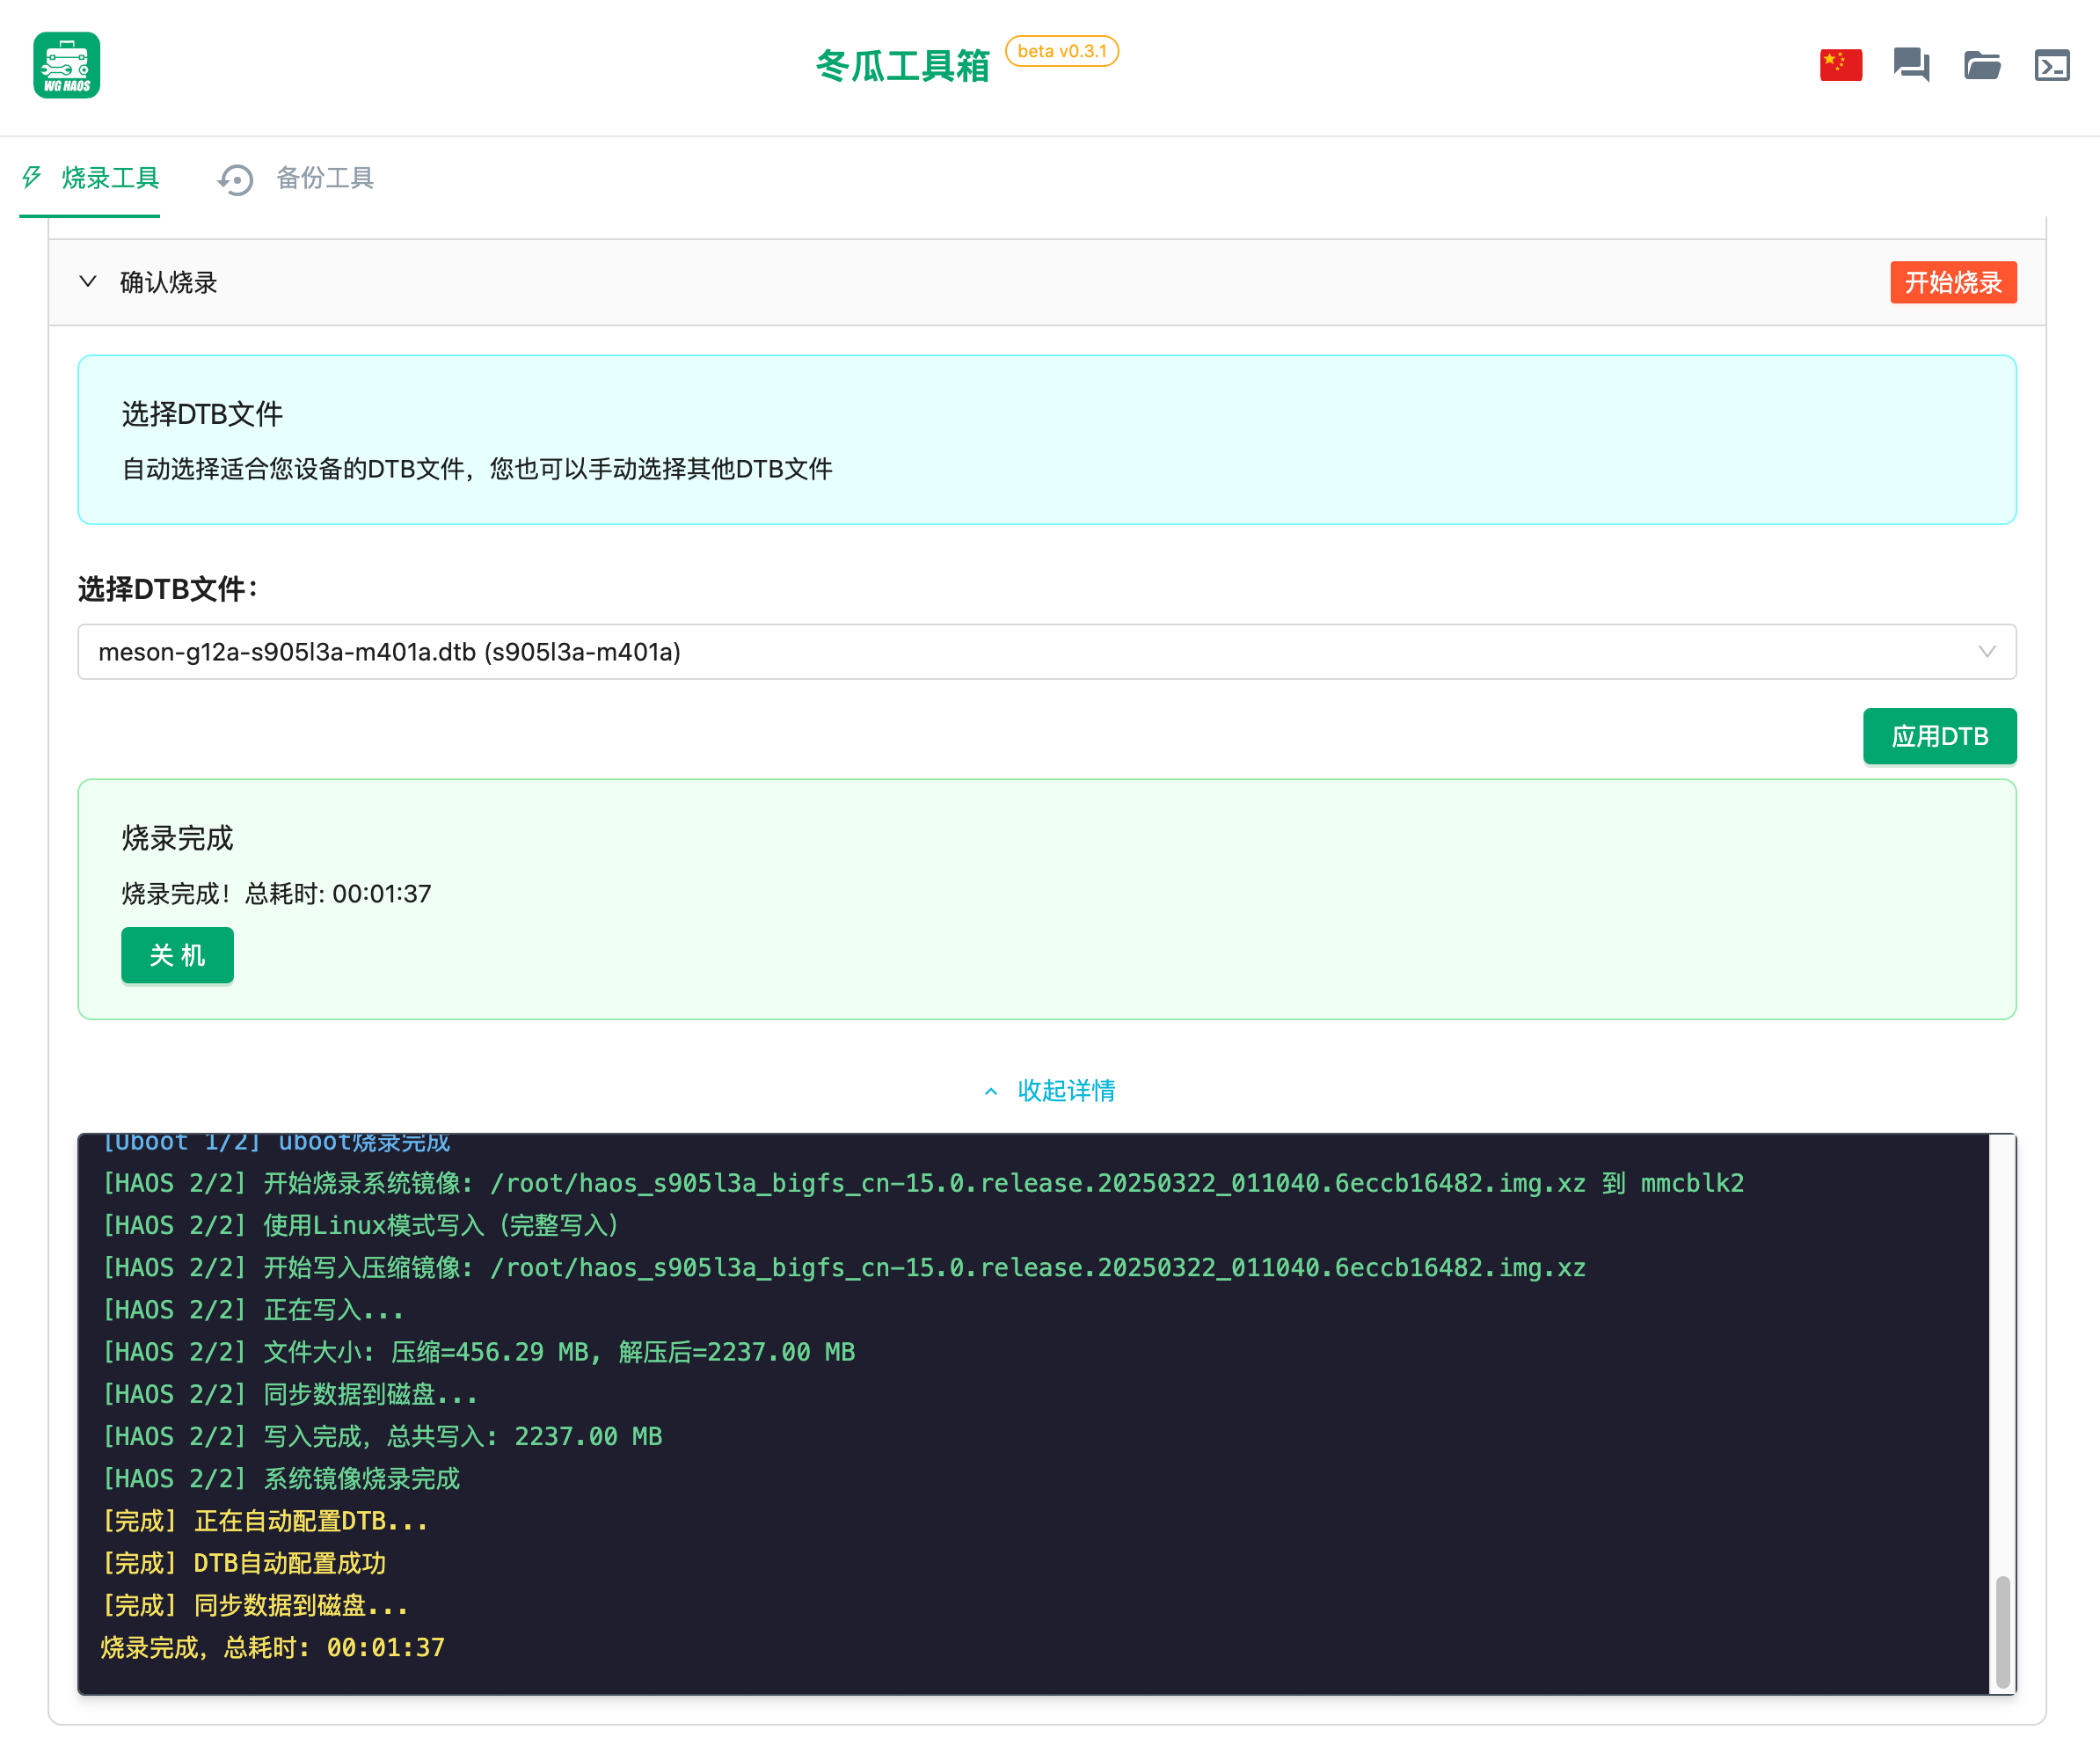 WG HAOS
冬瓜工具箱 beta v0.3.1
烧录工具 备份工具
确认烧录 开始烧录
选择DTB文件
自动选择适合您设备的DTB文件，您也可以手动选择其他DTB文件
选择DTB文件：
meson-g12a-s905l3a-m401a.dtb (s905l3a-m401a)
应用DTB
烧录完成
烧录完成！总耗时: 00:01:37
关 机
收起详情
[Uboot 1/2] uboot烧录完成
[HAOS 2/2] 开始烧录系统镜像: /root/haos_s905l3a_bigfs_cn-15.0.release.20250322_011040.6eccb16482.img.xz 到 mmcblk2
[HAOS 2/2] 使用Linux模式写入（完整写入）
[HAOS 2/2] 开始写入压缩镜像: /root/haos_s905l3a_bigfs_cn-15.0.release.20250322_011040.6eccb16482.img.xz
[HAOS 2/2] 正在写入...
[HAOS 2/2] 文件大小: 压缩=456.29 MB, 解压后=2237.00 MB
[HAOS 2/2] 同步数据到磁盘...
[HAOS 2/2] 写入完成，总共写入: 2237.00 MB
[HAOS 2/2] 系统镜像烧录完成
[完成] 正在自动配置DTB...
[完成] DTB自动配置成功
[完成] 同步数据到磁盘...
烧录完成，总耗时: 00:01:37